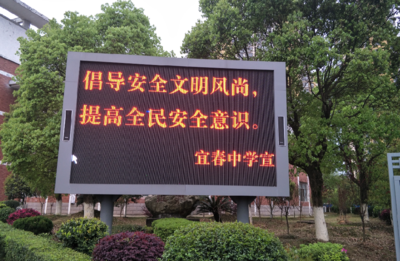 倡导安全文明风尚，
提高全民安全意识。
宜春中学宣